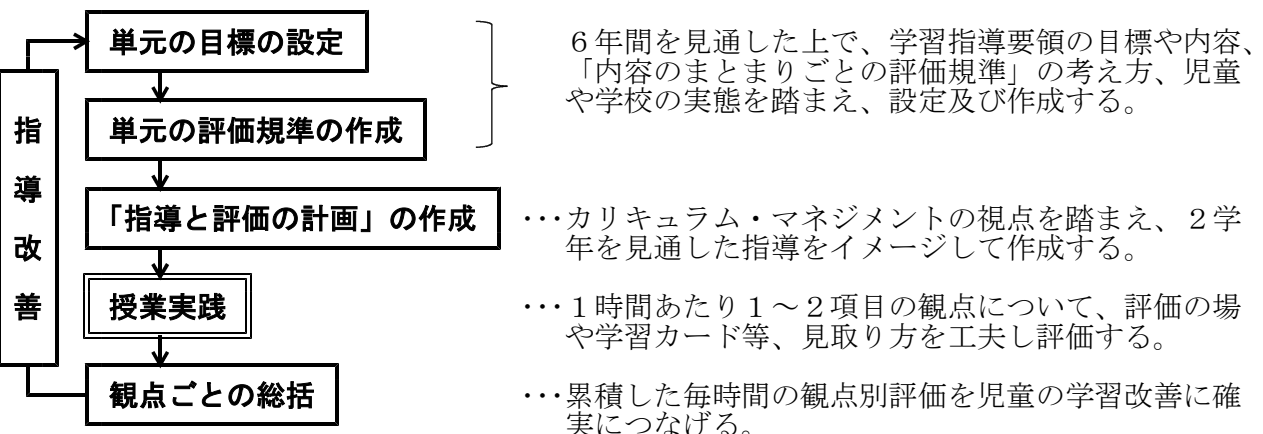 単元の目標の設定
６年間を見通した上で、学習指導要領の目標や内容、
「内容のまとまりごとの評価規準」の考え方、児童
や学校の実態を踏まえ、設定及び作成する。
単元の評価規準の作成
指導改善
「指導と評価の計画」の作成
・・・カリキュラム・マネジメントの視点を踏まえ、２学
年を見通した指導をイメージして作成する。
授業実践
・・・１時間あたり１～２項目の観点について、評価の場
や学習カード等、見取り方を工夫し評価する。
観点ごとの総括
・・・累積した毎時間の観点別評価を児童の学習改善に確
実につなげる。